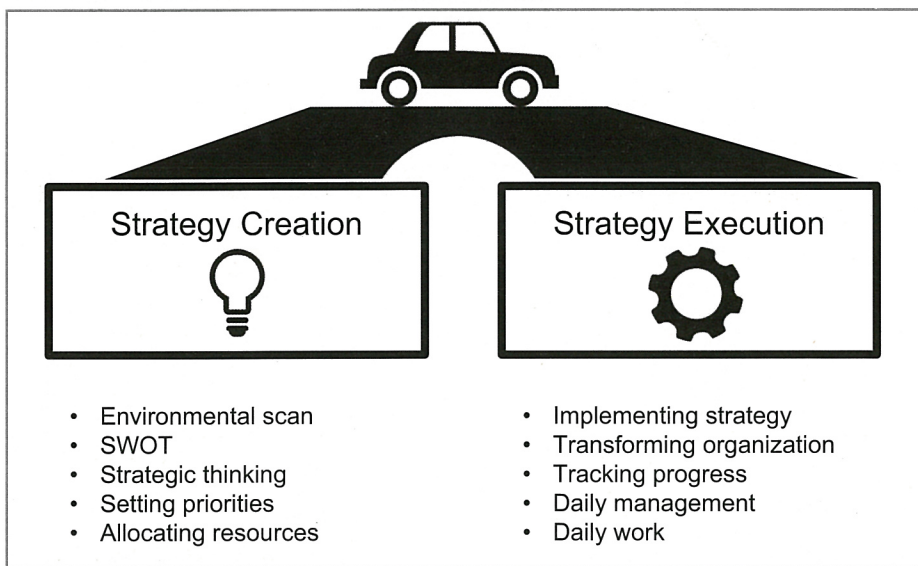 Strategy Creation
Strategy Execution
• Environmental scan
• SWOT
• Strategic thinking
• Setting priorities
• Allocating resources
• Implementing strategy
• Transforming organization
• Tracking progress
• Daily management
• Daily work